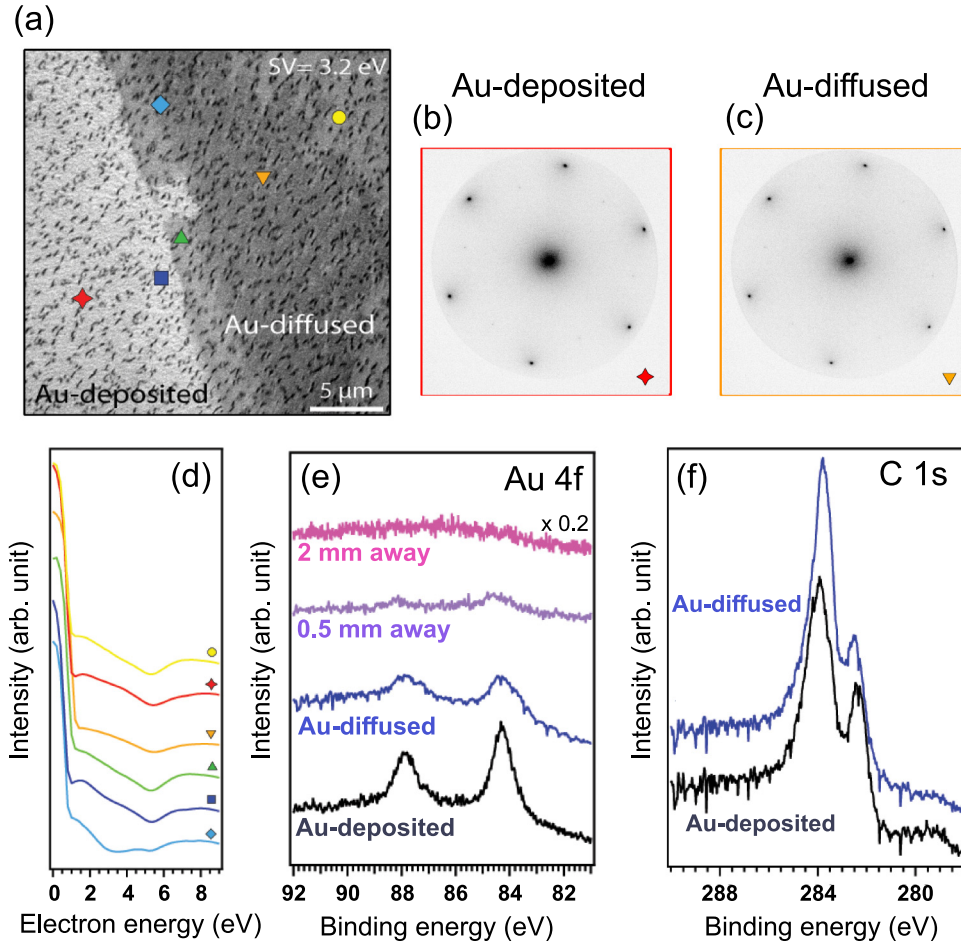 (a)
SV= 3.2 eV
Au-diffused
Au-deposited
5 μm
Au-deposited
(b)
Au-diffused
(c)
(d)
Intensity (arb. unit)
0 2 4 6 8
Electron energy (eV)
(e)
Au 4f
x 0.2
2 mm away
0.5 mm away
Au-diffused
Au-deposited
Intensity (arb. unit)
92 90 88 86 84 82
Binding energy (eV)
(f)
C 1s
Au-diffused
Au-deposited
Intensity (arb. unit)
288 284 280
Binding energy (eV)